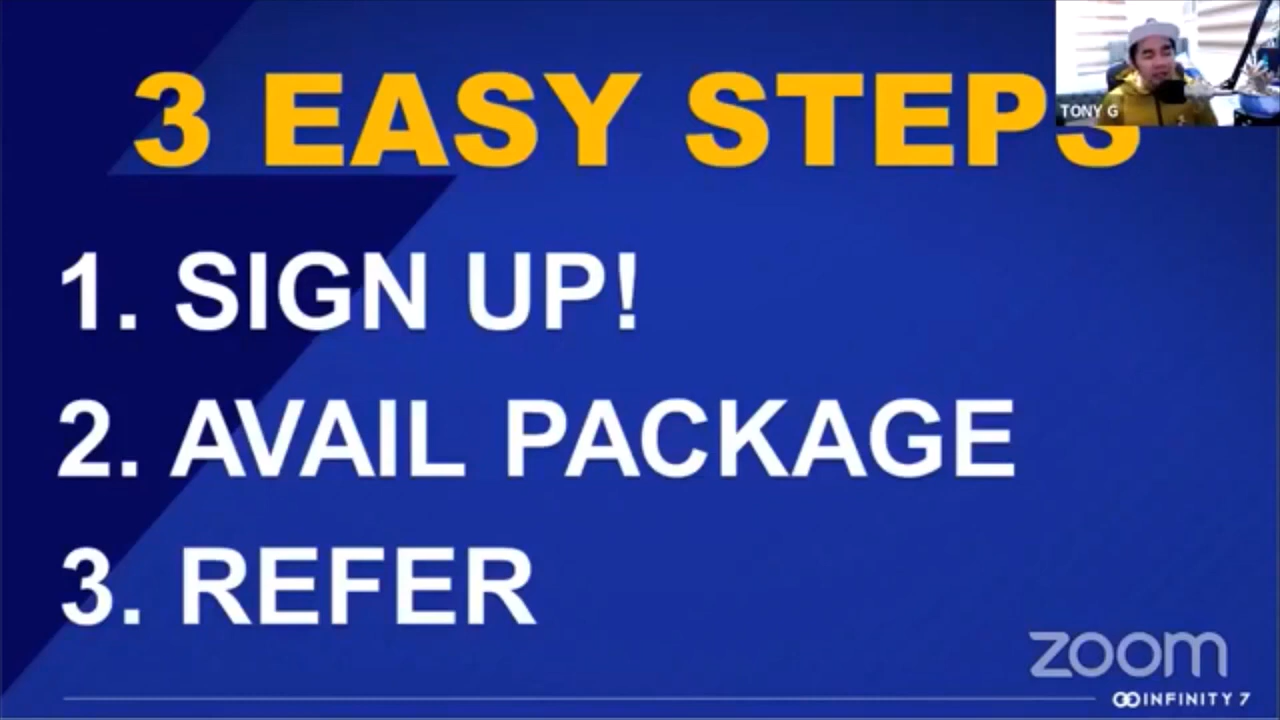 3 EASY STEPS
TONY G
1. SIGN UP!
2. AVAIL PACKAGE
3. REFER
zoom
INFINITY 7